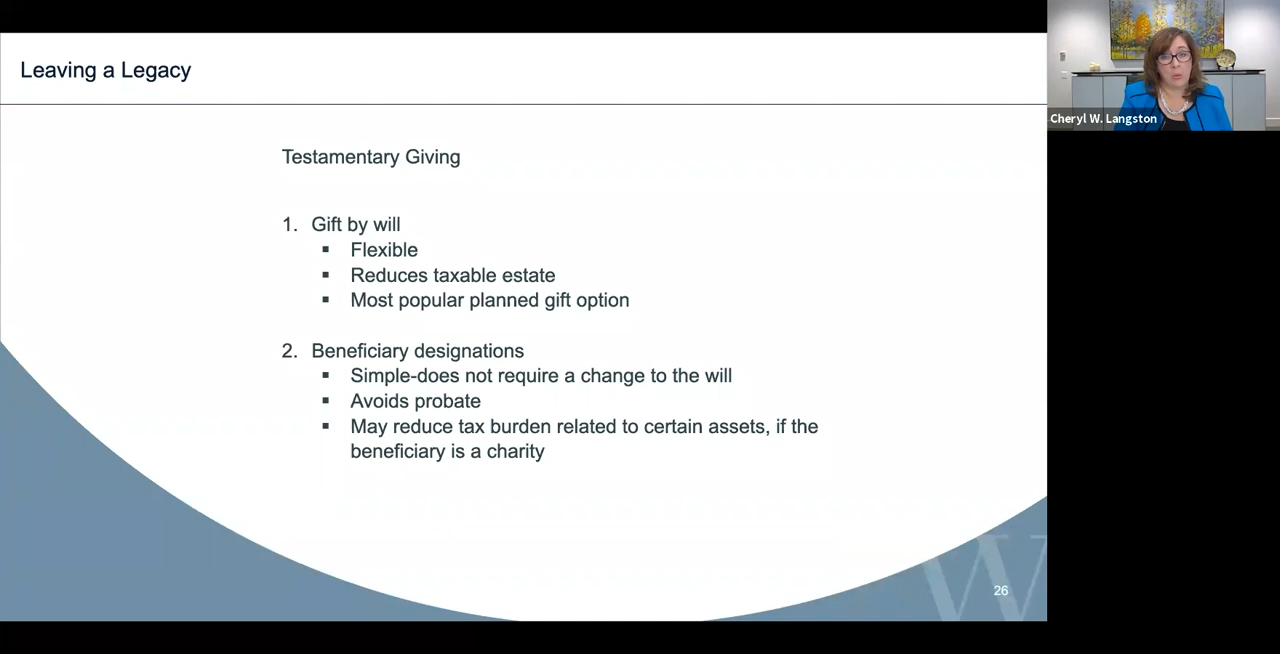 Leaving a Legacy
Cheryl W. Langston
Testamentary Giving
1. Gift by will
▪ Flexible
▪ Reduces taxable estate
▪ Most popular planned gift option
2. Beneficiary designations
▪ Simple-does not require a change to the will
▪ Avoids probate
▪ May reduce tax burden related to certain assets, if the
beneficiary is a charity
W
26